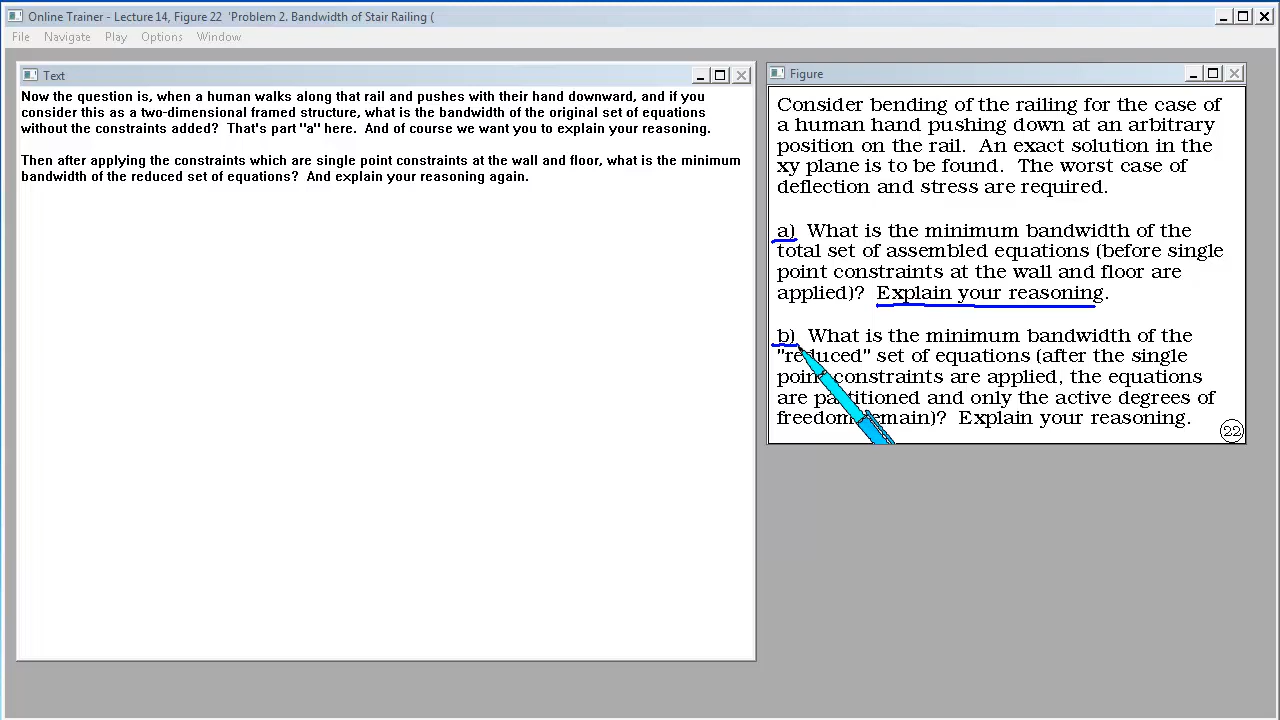 Online Trainer - Lecture 14, Figure 22 'Problem 2. Bandwidth of Stair Railing (
File Navigate Play Options Window
Text
Now the question is, when a human walks along that rail and pushes with their hand downward, and if you
consider this as a two-dimensional framed structure, what is the bandwidth of the original set of equations
without the constraints added? That's part "a" here. And of course we want you to explain your reasoning.
Then after applying the constraints which are single point constraints at the wall and floor, what is the minimum
bandwidth of the reduced set of equations? And explain your reasoning again.
Figure
Consider bending of the railing for the case of
a human hand pushing down at an arbitrary
position on the rail. An exact solution in the
xy plane is to be found. The worst case of
deflection and stress are required.
a) What is the minimum bandwidth of the
total set of assembled equations (before single
point constraints at the wall and floor are
applied)? Explain your reasoning.
b) What is the minimum bandwidth of the
"reduced" set of equations (after the single
point constraints are applied, the equations
are partitioned and only the active degrees of
freedom remain)? Explain your reasoning.
22